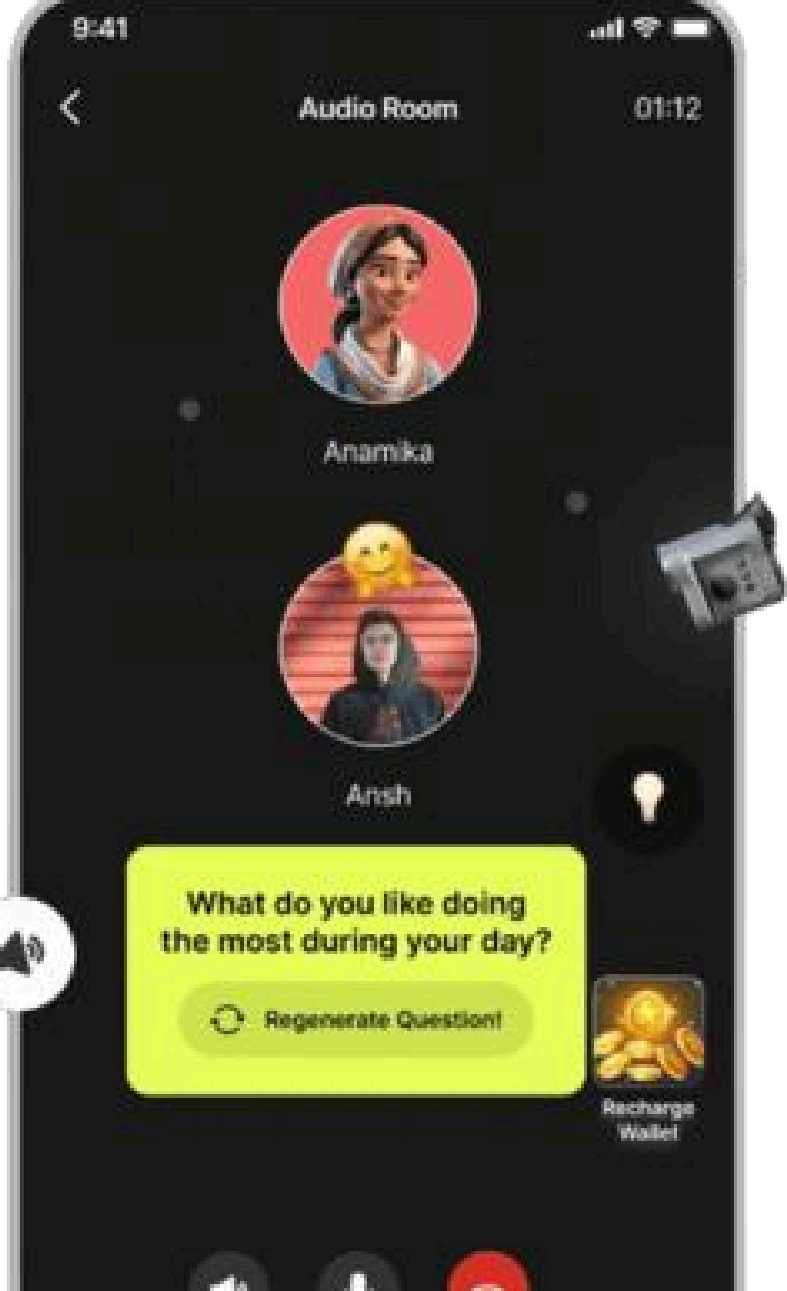 9:41
Audio Room
01:12
Anamika
Ansh
What do you like doing
the most during your day?
Regenerate Question!
Recharge
Wallet